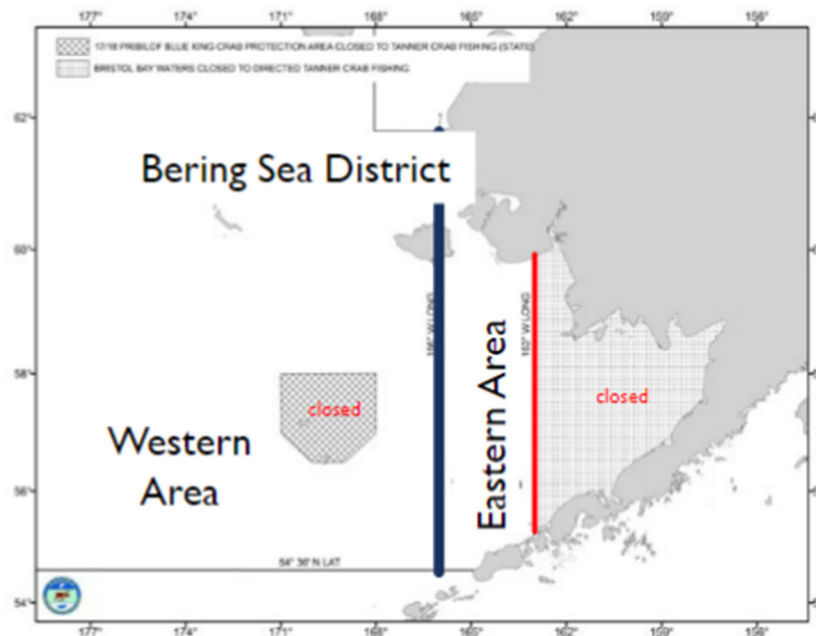 177° 174° 171° 168° 165° 162° 159° 156°
17/18 PRIBILOF BLUE KING CRAB PROTECTION AREA CLOSED TO TANNER CRAB FISHING (STATE)
BRISTOL BAY WATERS CLOSED TO DIRECTED TANNER CRAB FISHING
62°
Bering Sea District
60°
166° W LONG
163° W LONG
58°
closed
closed
Eastern Area
Western
Area
56°
54° 36' N LAT
54°
177° 174° 171° 168° 165° 162° 159° 156°